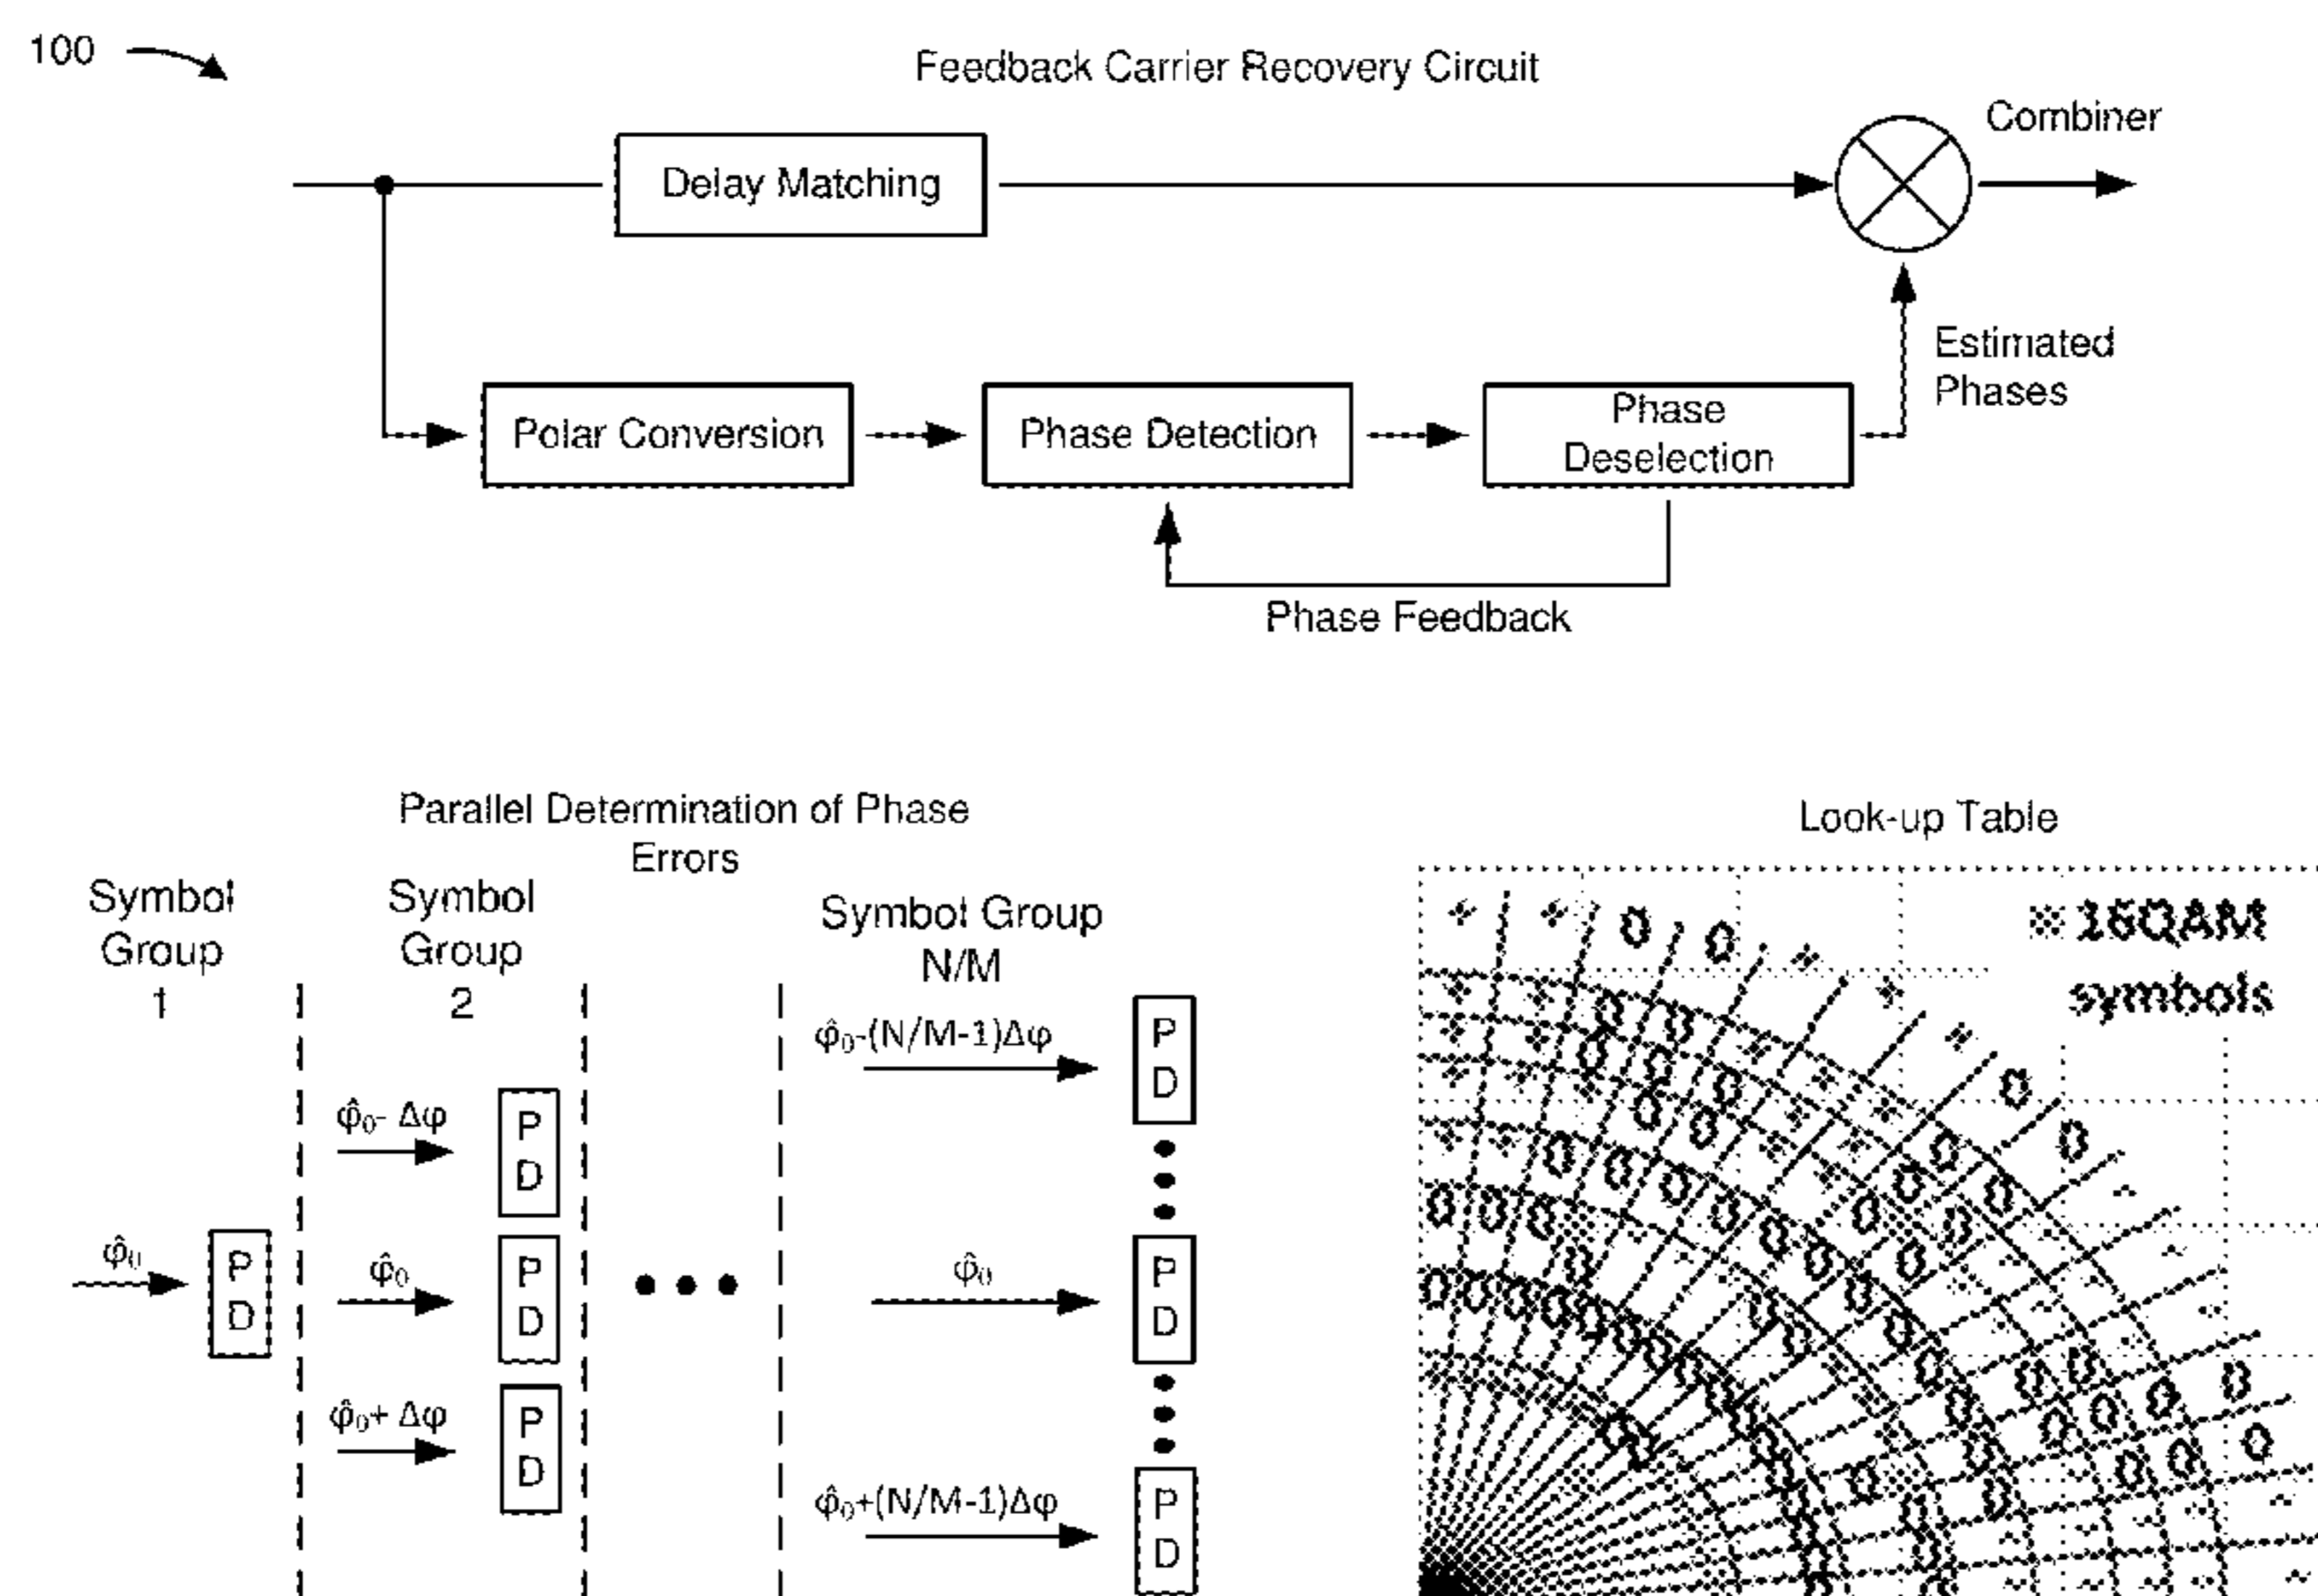 100
Feedback Carrier Recovery Circuit
Combiner
Delay Matching
Estimated
Phases
Polar Conversion
Phase Detection
Phase
Deselection
Phase Feedback
Parallel Determination of Phase
Errors
Look-up Table
Symbol
Group
1
Symbol
Group
2
Symbol Group
N/M
16QAM
symbols
φ̂₀-(N/M-1)Δφ
P
D
φ̂₀- Δφ
P
D
φ̂₀
P
D
φ̂₀
P
D
φ̂₀
P
D
φ̂₀+ Δφ
P
D
φ̂₀+(N/M-1)Δφ
P
D